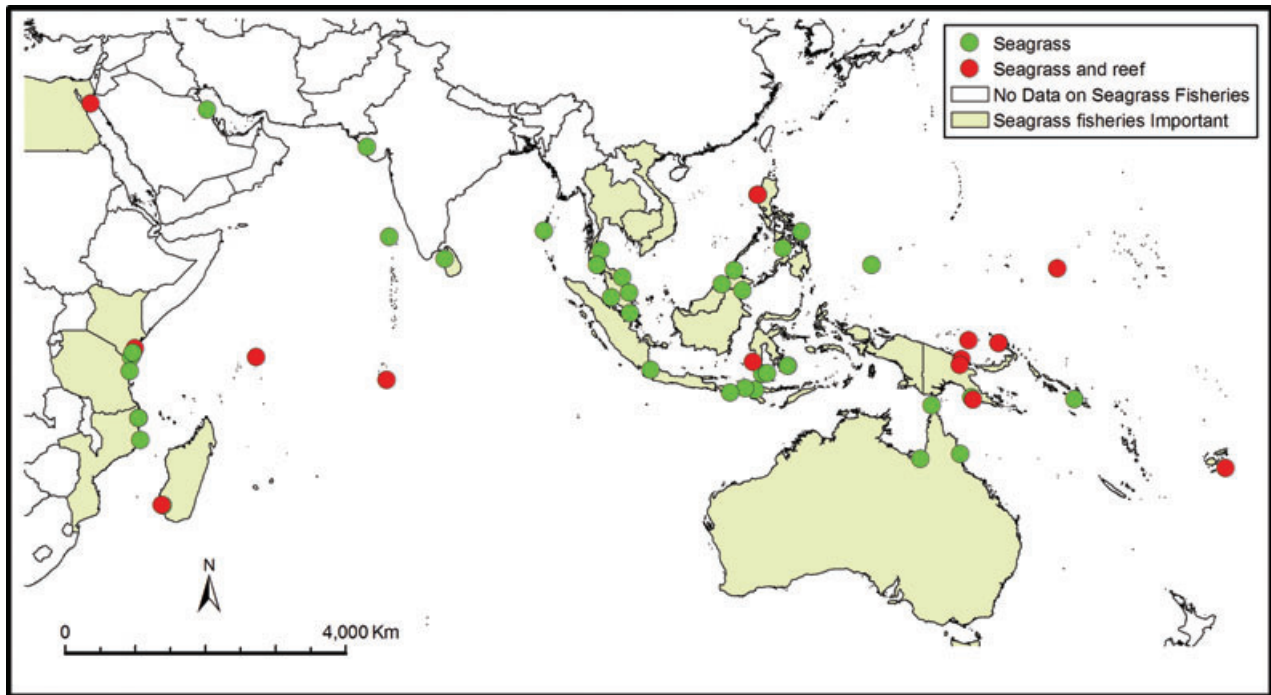 Seagrass
Seagrass and reef
No Data on Seagrass Fisheries
Seagrass fisheries Important
N
0 4,000 Km